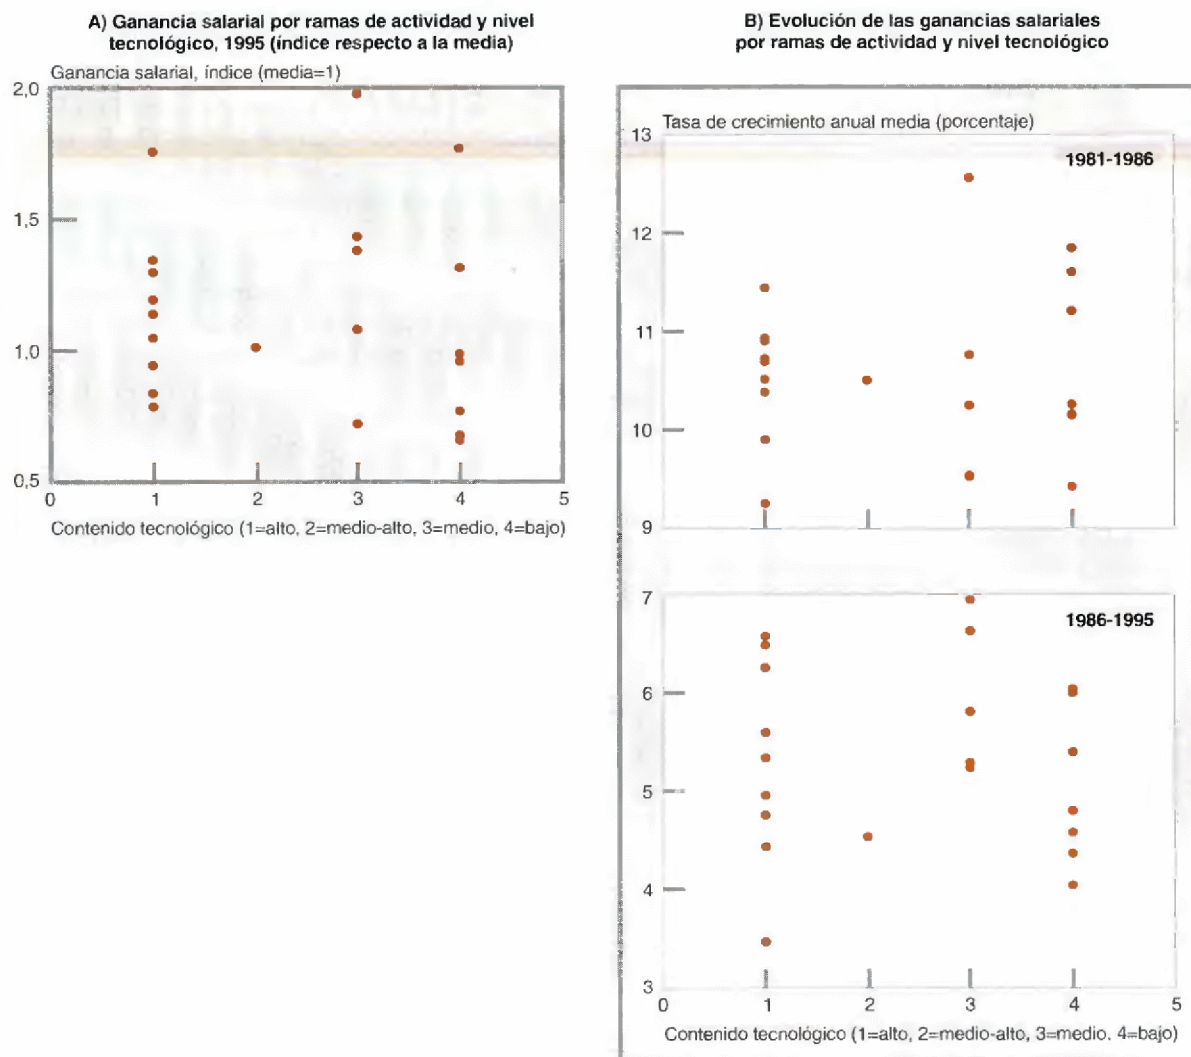 A) Ganancia salarial por ramas de actividad y nivel
tecnológico, 1995 (índice respecto a la media)
Ganancia salarial, índice (media=1)
2,0
1,5
1,0
0,5
0 1 2 3 4 5
Contenido tecnológico (1=alto, 2=medio-alto, 3=medio, 4=bajo)
B) Evolución de las ganancias salariales
por ramas de actividad y nivel tecnológico
Tasa de crecimiento anual media (porcentaje)
13
1981-1986
12
11
10
9
7
1986-1995
6
5
4
3
0 1 2 3 4 5
Contenido tecnológico (1=alto, 2=medio-alto, 3=medio, 4=bajo)